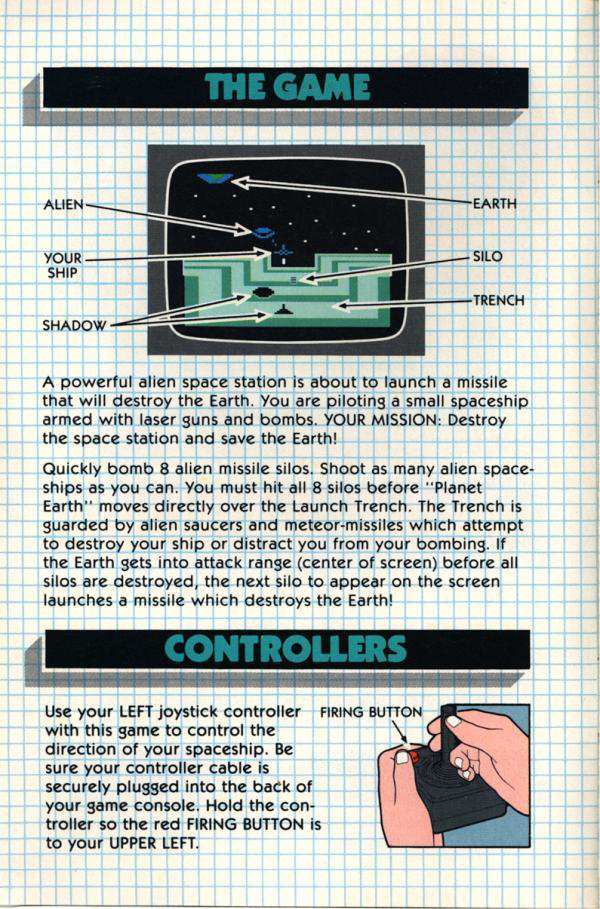 THE GAME
ALIEN
EARTH
YOUR
SHIP
SILO
TRENCH
SHADOW
A powerful alien space station is about to launch a missile
that will destroy the Earth. You are piloting a small spaceship
armed with laser guns and bombs. YOUR MISSION: Destroy
the space station and save the Earth!
Quickly bomb 8 alien missile silos. Shoot as many alien space-
ships as you can. You must hit all 8 silos before "Planet
Earth" moves directly over the Launch Trench. The Trench is
guarded by alien saucers and meteor-missiles which attempt
to destroy your ship or distract you from your bombing. If
the Earth gets into attack range (center of screen) before all
silos are destroyed, the next silo to appear on the screen
launches a missile which destroys the Earth!
CONTROLLERS
Use your LEFT joystick controller
with this game to control the
direction of your spaceship. Be
sure your controller cable is
securely plugged into the back of
your game console. Hold the con-
troller so the red FIRING BUTTON is
to your UPPER LEFT.
FIRING BUTTON